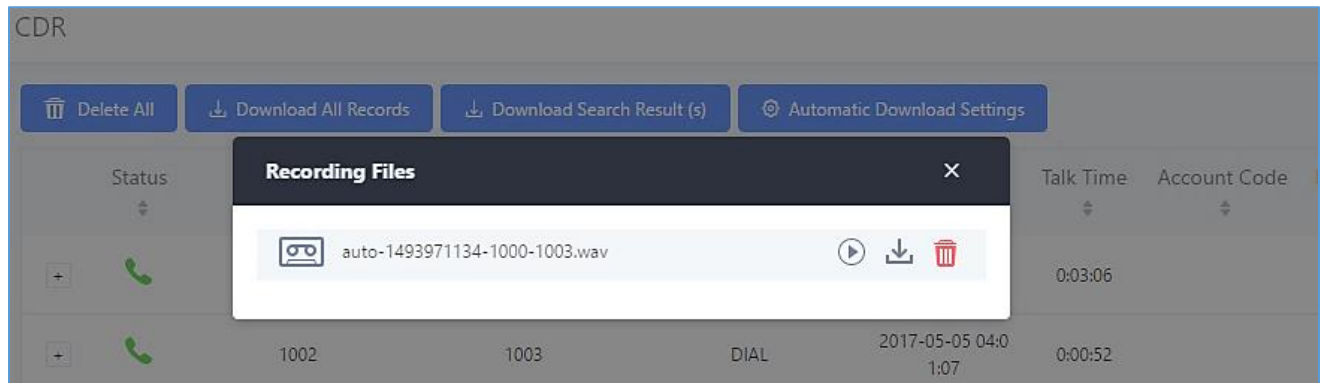 CDR
Delete All Download All Records Download Search Result (s) Automatic Download Settings
Recording Files
Status Talk Time Account Code
auto-1493971134-1000-1003.wav
0:03:06
1002 1003 DIAL 2017-05-05 04:0
1:07 0:00:52